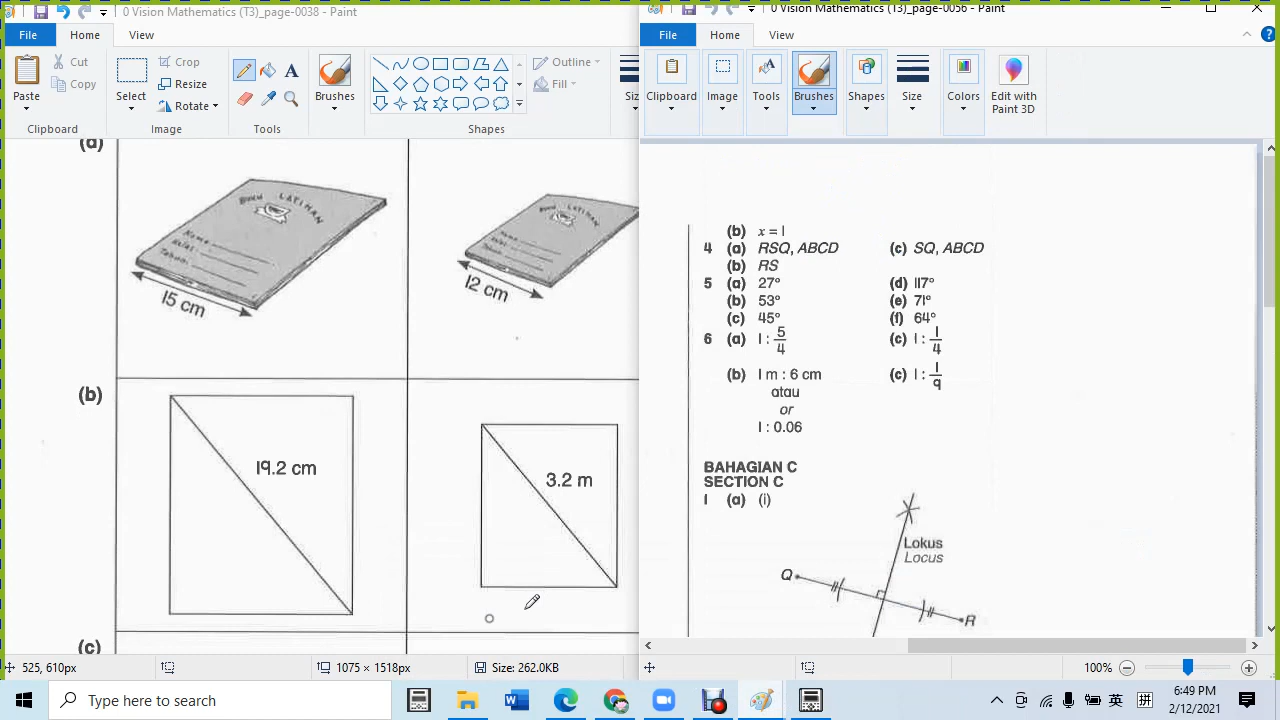 0 Vision Mathematics (T3)_page-0038 - Paint
File Home View
Paste
Cut
Copy
Clipboard
Select
Crop
Resize
Rotate
Image
A
Tools
Brushes
Shapes
Outline
Fill
(a)
BUKU LATIHAN
15 cm
12 cm
(b)
19.2 cm
3.2 m
(c)
525, 610px
1075 × 1518px
Size: 262.0KB
0 Vision Mathematics (T3)_page-0056 - Paint
File Home View
Clipboard
Image
Tools
Brushes
Shapes
Size
Colors
Edit with
Paint 3D
(b) x = 1
4 (a) RSQ, ABCD (c) SQ, ABCD
(b) RS
5 (a) 27° (d) 117°
(b) 53° (e) 71°
(c) 45° (f) 64°
6 (a) 1 : 5/4 (c) 1 : 1/4
(b) 1 m : 6 cm (c) 1 : 1/9
atau
or
1 : 0.06
BAHAGIAN C
SECTION C
1 (a) (i)
Lokus
Locus
Q
R
100%
Type here to search
ENG
拼
6:49 PM
2/12/2021